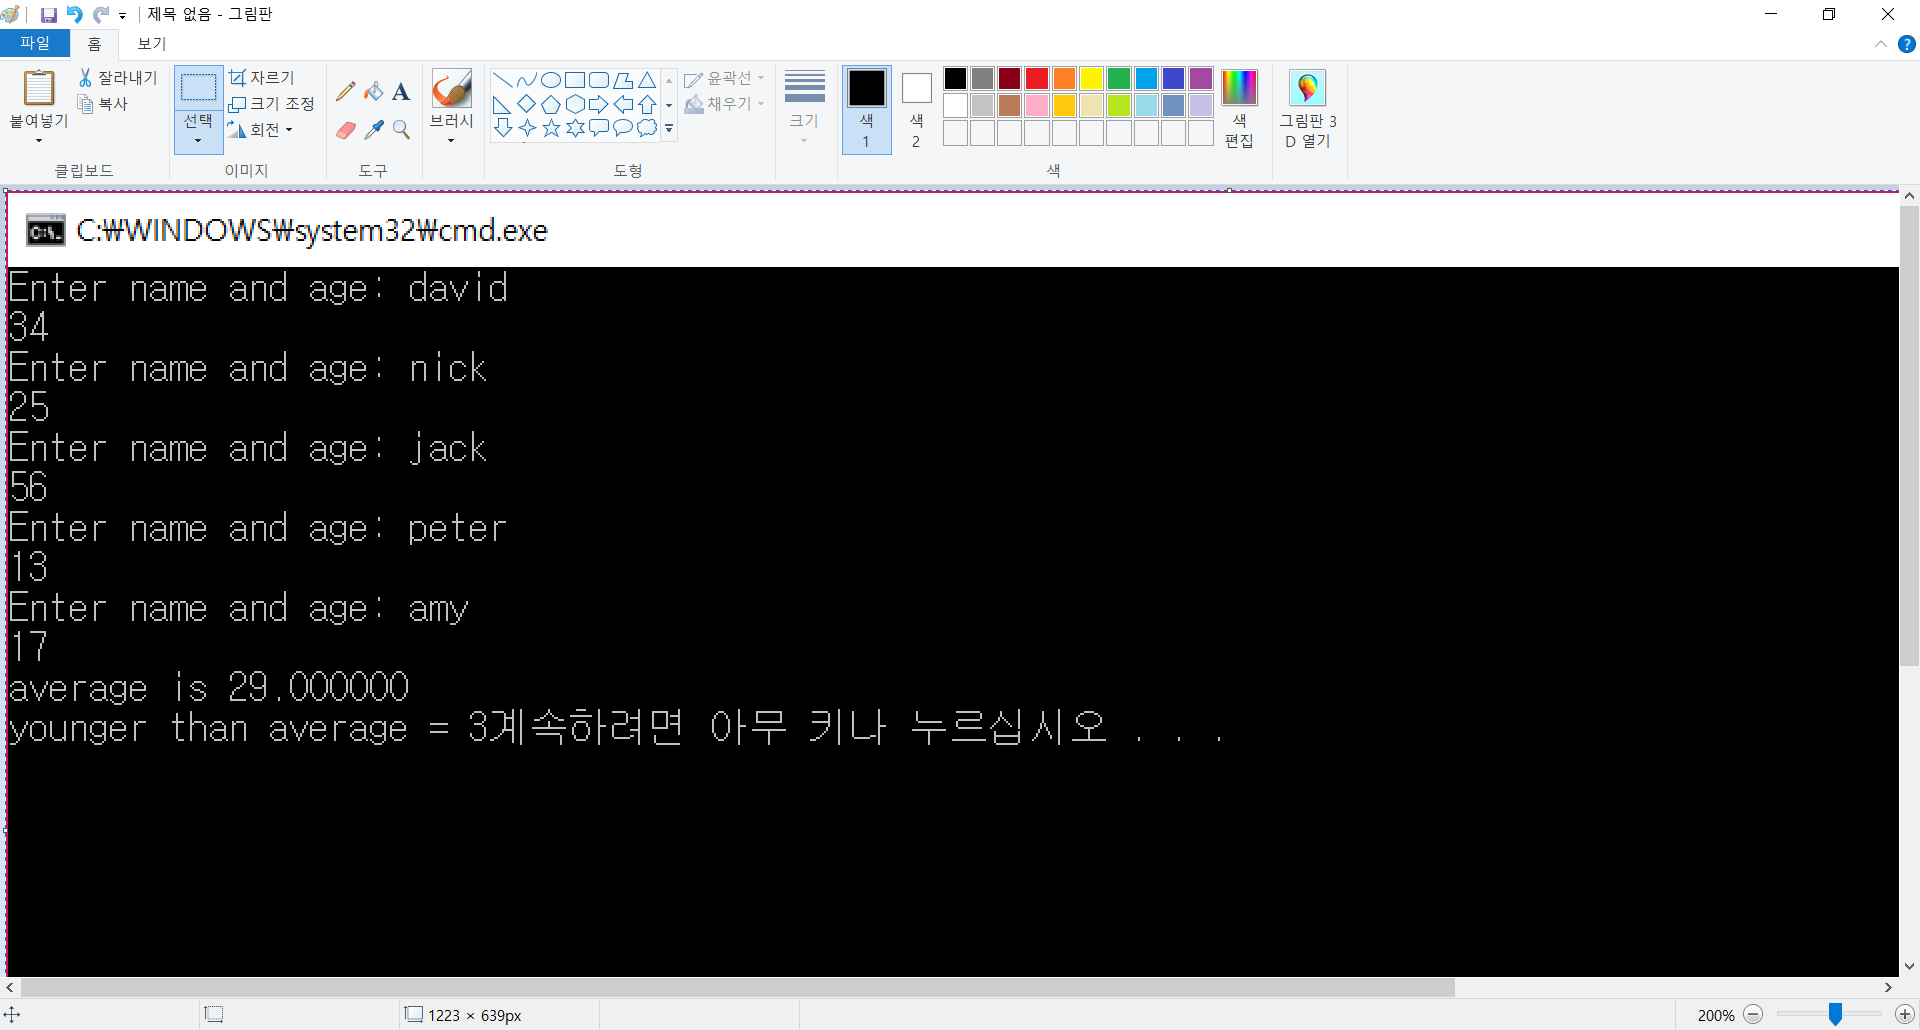 제목 없음 - 그림판
파일 홈 보기
붙여넣기
잘라내기
복사
클립보드
선택
자르기
크기 조정
회전
이미지
A
도구
브러시
윤곽선
채우기
도형
크기
색
1
색
2
색
편집
색
그림판 3
D 열기
C:₩WINDOWS₩system32₩cmd.exe
Enter name and age: david
34
Enter name and age: nick
25
Enter name and age: jack
56
Enter name and age: peter
13
Enter name and age: amy
17
average is 29.000000
younger than average = 3계속하려면 아무 키나 누르십시오 . . .
1223 × 639px
200%